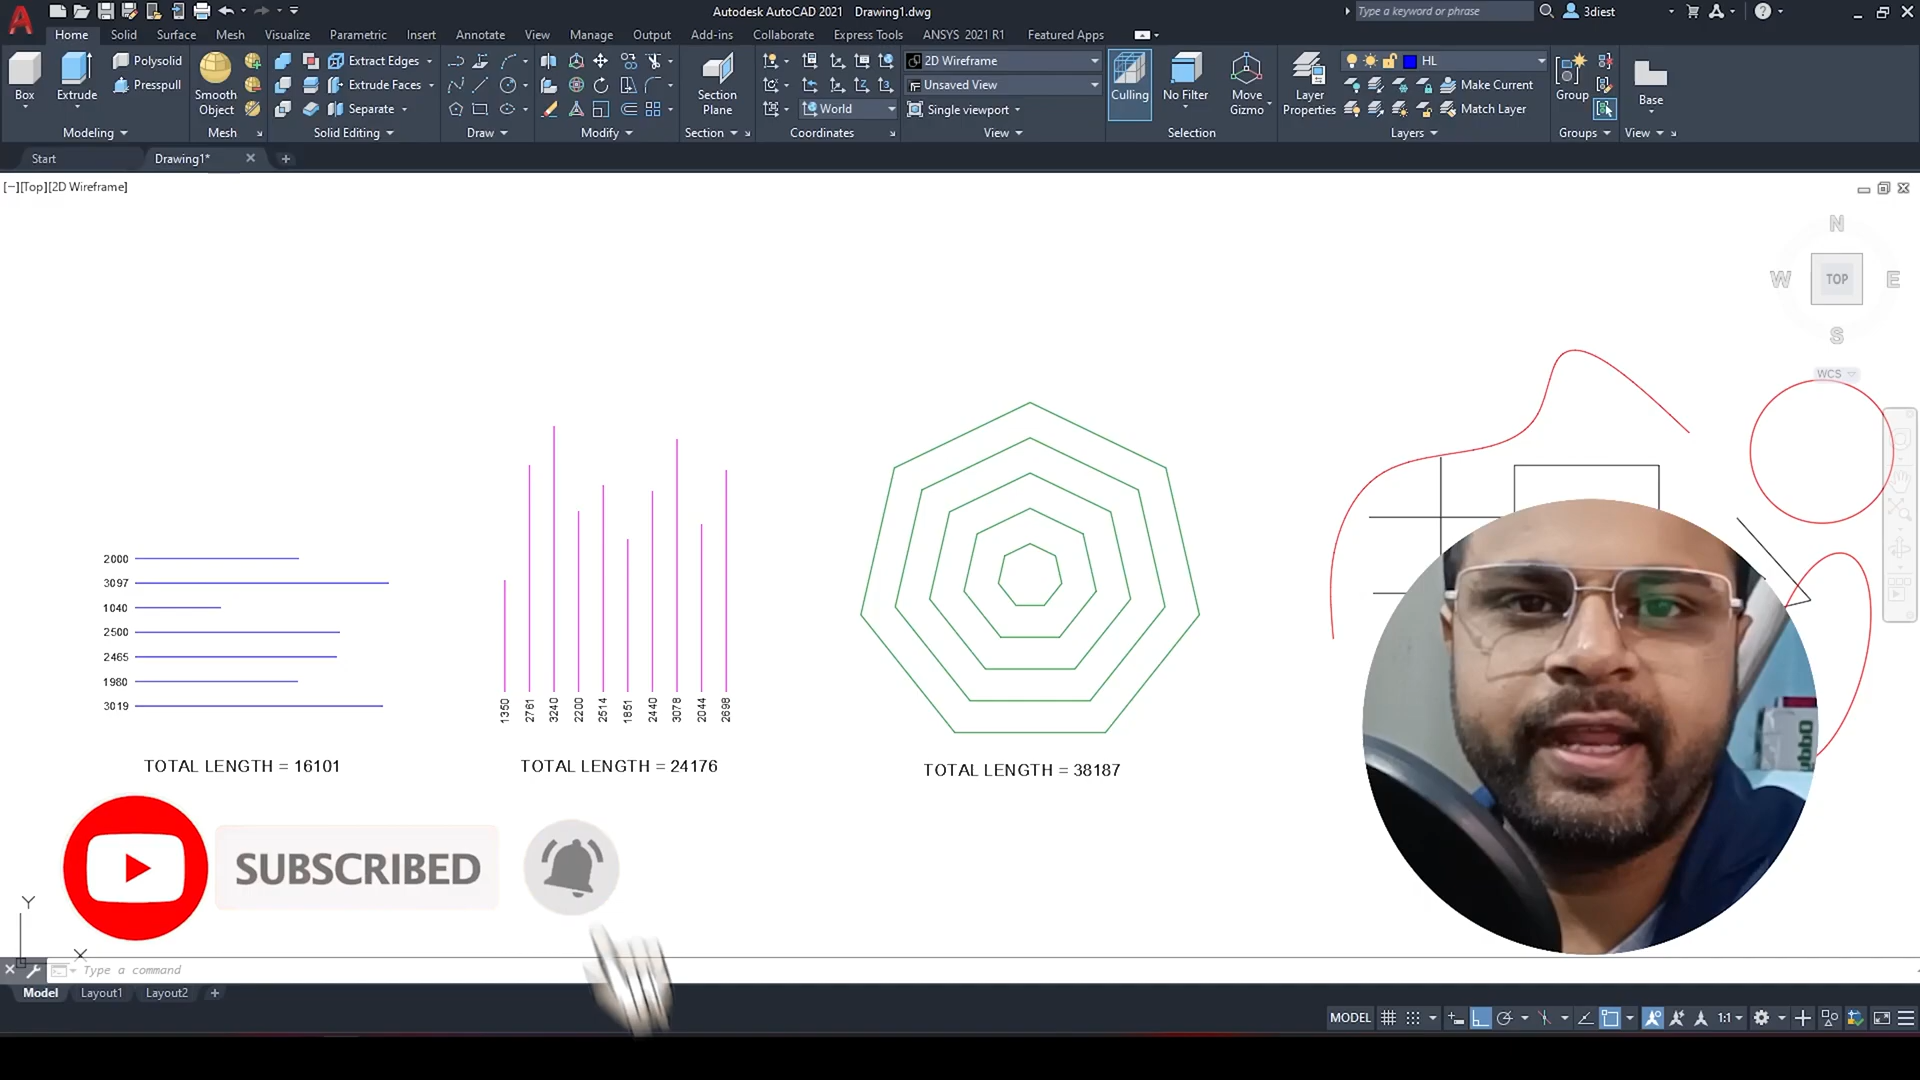 Autodesk AutoCAD 2021 Drawing1.dwg
Type a keyword or phrase
3diest
Home Solid Surface Mesh Visualize Parametric Insert Annotate View Manage Output Add-ins Collaborate Express Tools ANSYS 2021 R1 Featured Apps
Box
Extrude
Polysolid
Presspull
Modeling
Smooth
Object
Mesh
Extract Edges
Extrude Faces
Separate
Solid Editing
Draw
Modify
Section
Plane
Section
World
Coordinates
2D Wireframe
Unsaved View
Single viewport
View
Culling
No Filter
Move
Gizmo
Selection
Layer
Properties
HL
Make Current
Match Layer
Layers
Group
Groups
Base
View
Start
Drawing1*
[−][Top][2D Wireframe]
N
W TOP E
S
WCS
2000
3097
1040
2500
2465
1980
3019
TOTAL LENGTH = 16101
1350
2761
3240
2200
2514
1851
2440
3078
2044
2698
TOTAL LENGTH = 24176
TOTAL LENGTH = 38187
SUBSCRIBED
Y
X
Type a command
Model Layout1 Layout2
MODEL
1:1